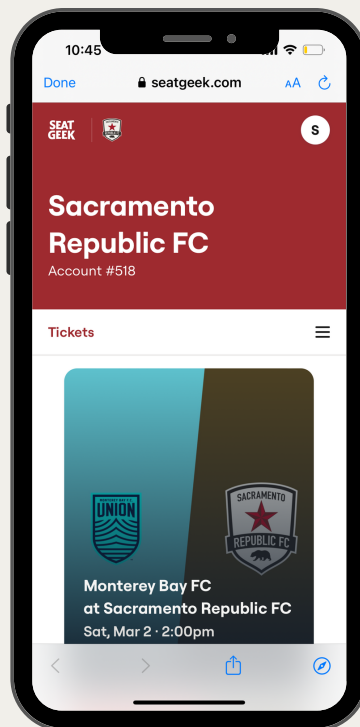 10:45
Done
seatgeek.com
AA
SEAT
GEEK
S
Sacramento
Republic FC
Account #518
Tickets
UNION
SACRAMENTO
REPUBLIC FC
Monterey Bay FC
at Sacramento Republic FC
Sat, Mar 2 · 2:00pm